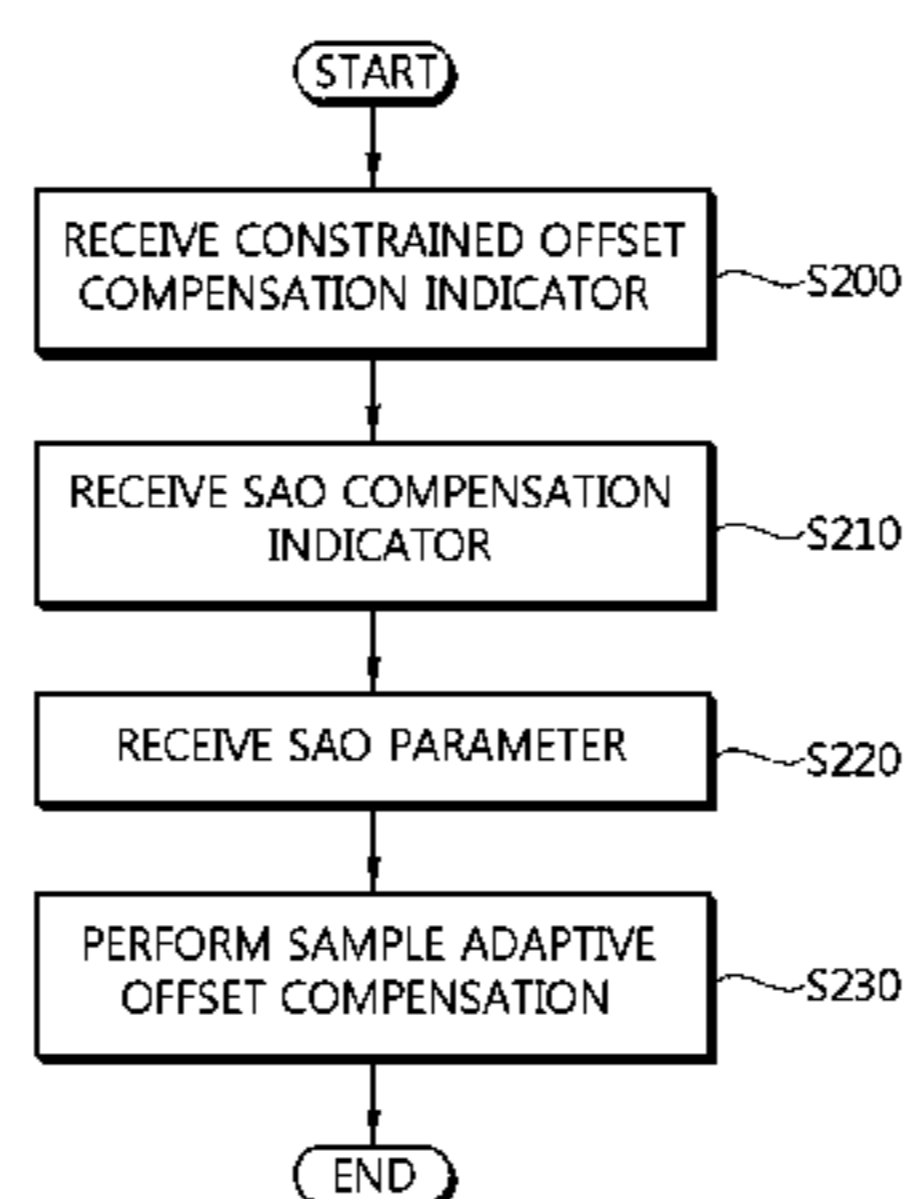 START
RECEIVE CONSTRAINED OFFSET
COMPENSATION INDICATOR
S200
RECEIVE SAO COMPENSATION
INDICATOR
S210
RECEIVE SAO PARAMETER
S220
PERFORM SAMPLE ADAPTIVE
OFFSET COMPENSATION
S230
END